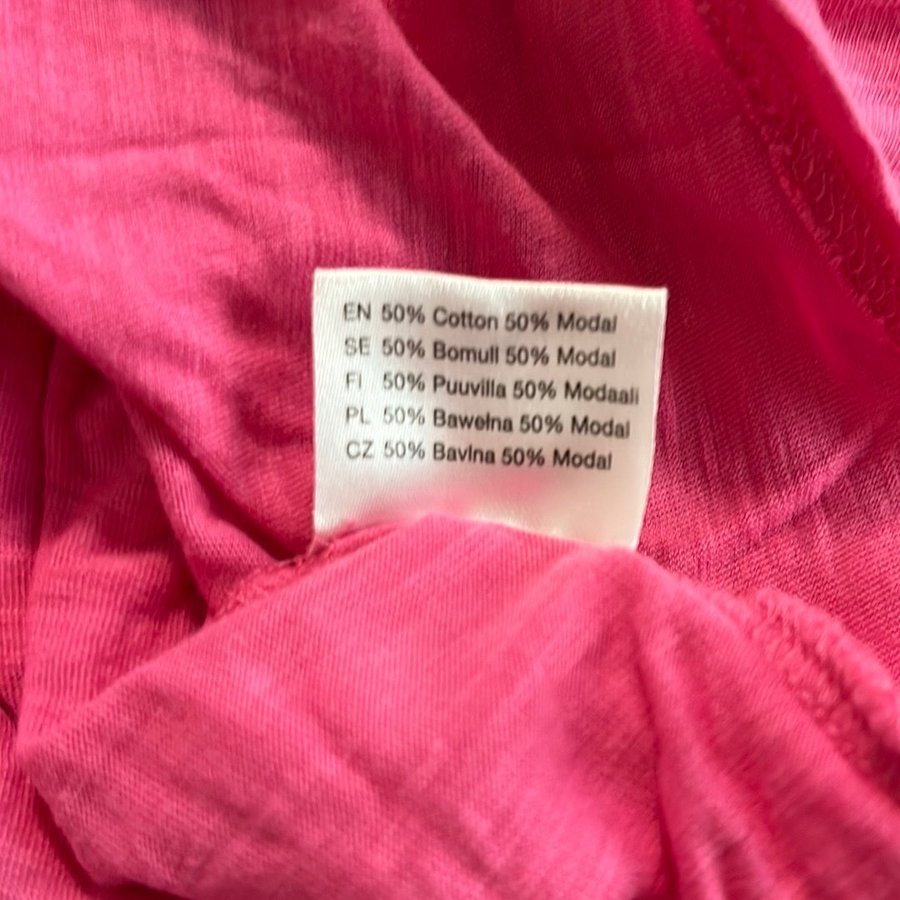 EN 50% Cotton 50% Modal
SE 50% Bomull 50% Modal
FI 50% Puuvilla 50% Modaali
PL 50% Bawełna 50% Modal
CZ 50% Bavlna 50% Modal